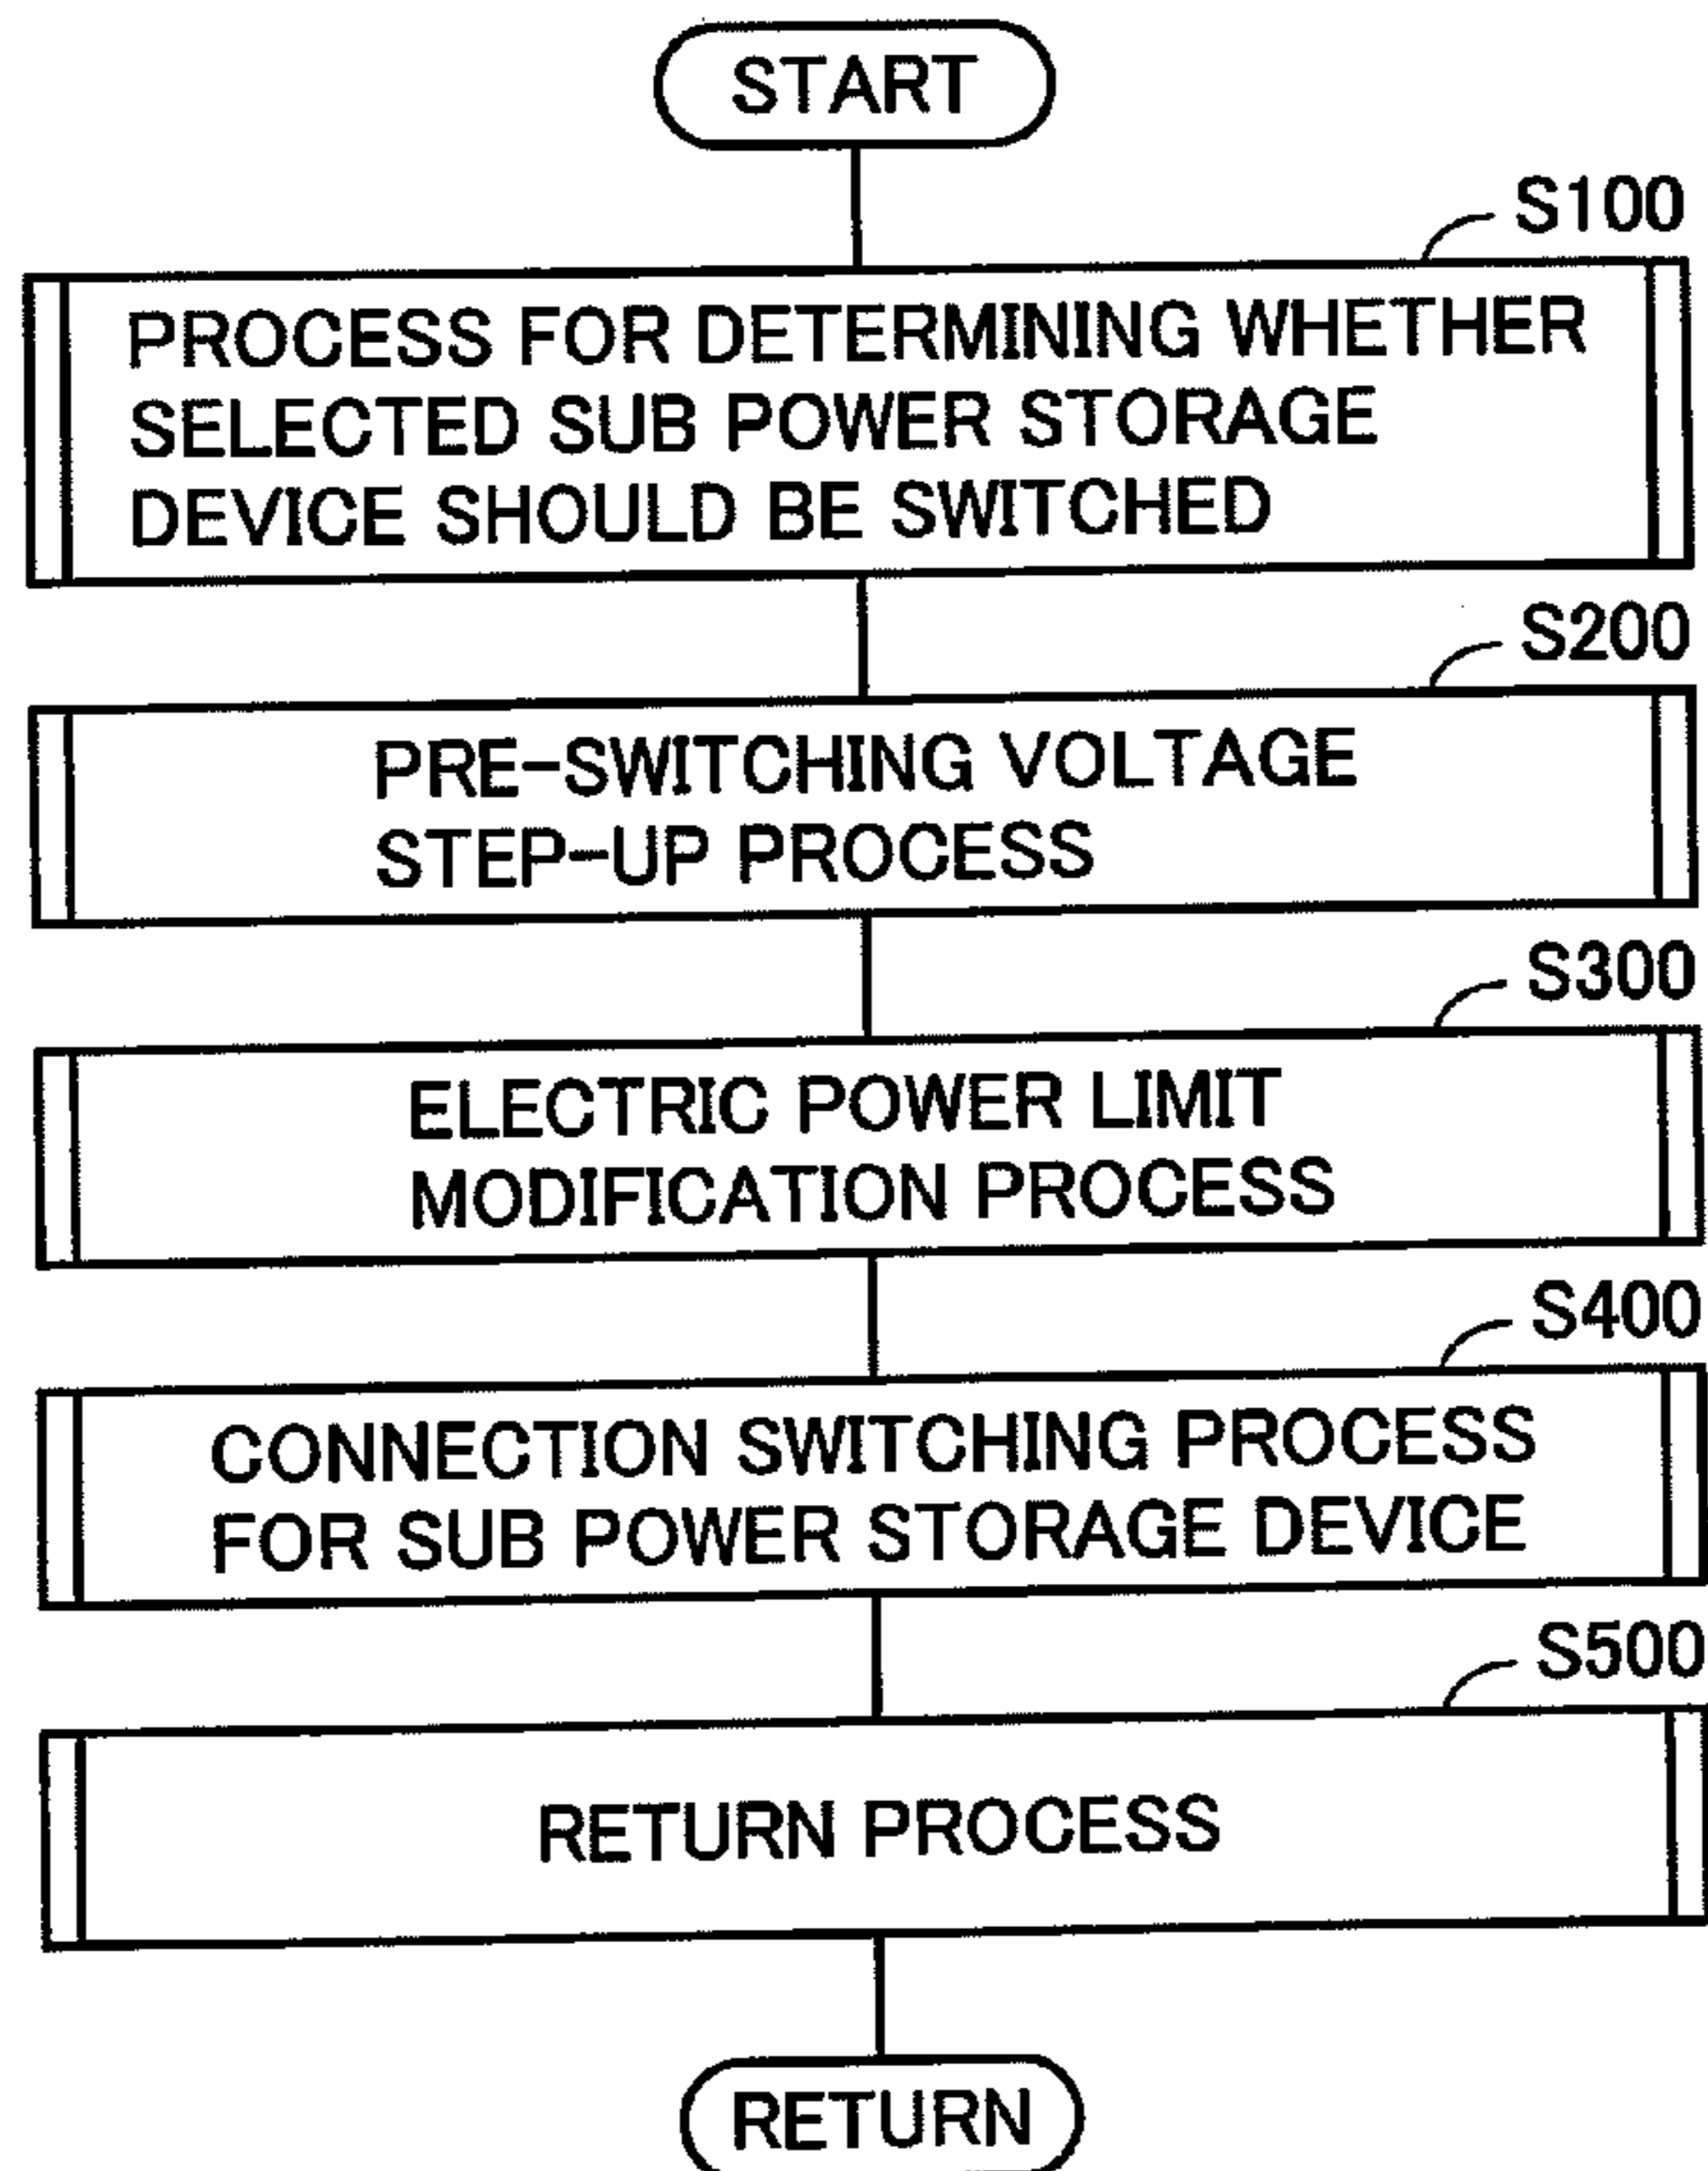 START
S100
PROCESS FOR DETERMINING WHETHER
SELECTED SUB POWER STORAGE
DEVICE SHOULD BE SWITCHED
S200
PRE-SWITCHING VOLTAGE
STEP-UP PROCESS
S300
ELECTRIC POWER LIMIT
MODIFICATION PROCESS
S400
CONNECTION SWITCHING PROCESS
FOR SUB POWER STORAGE DEVICE
S500
RETURN PROCESS
RETURN